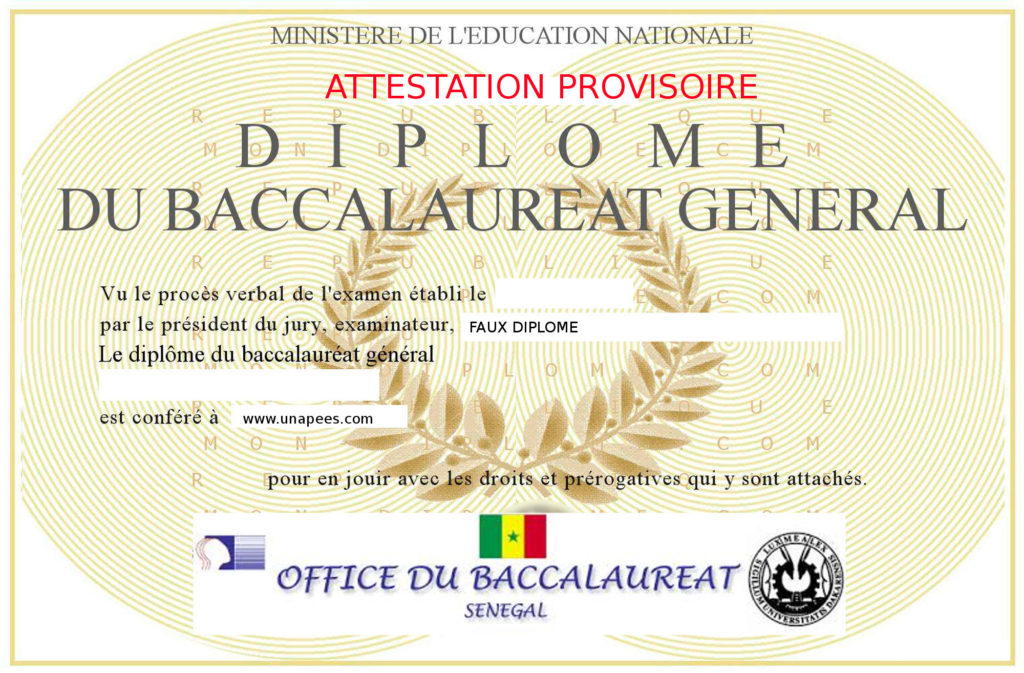 MINISTERE DE L'EDUCATION NATIONALE
ATTESTATION PROVISOIRE
R E P U B L I Q U E
D I P L O M E
M O N D I P L O M E . C O M
DU BACCALAUREAT GENERAL
R E P U B L I Q U E
Vu le procès verbal de l'examen établi le
E . C O M
par le président du jury, examinateur, FAUX DIPLOME
Le diplôme du baccalauréat général
D I P L O M E . C O M
est conféré à www.unapees.com
M O N D I P L O M E . C O M
pour en jouir avec les droits et prérogatives qui y sont attachés.
OFFICE DU BACCALAUREAT
SENEGAL
LUX MEA LEX
SIGILLUM UNIVERSITATIS DAKARENSIS